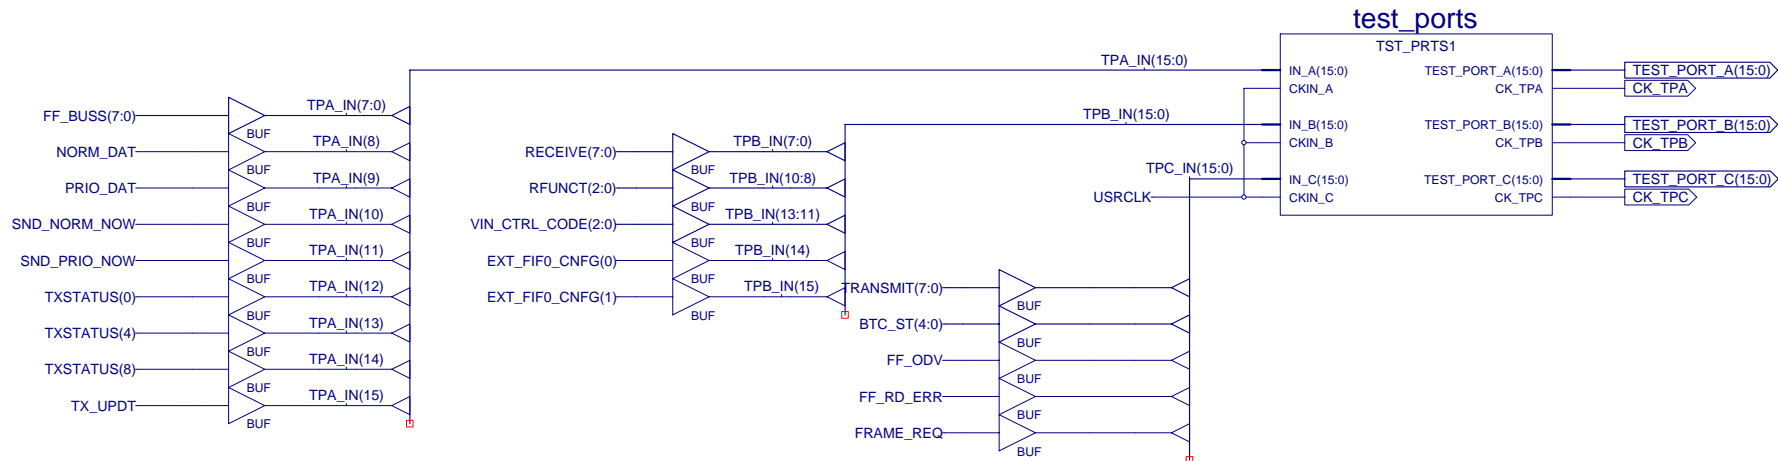 test_ports
TST_PRTS1
TPA_IN(15:0)
IN_A(15:0)
TEST_PORT_A(15:0)
TEST_PORT_A(15:0)
CKIN_A
CK_TPA
CK_TPA
FF_BUSS(7:0)
BUF
TPA_IN(7:0)
TPB_IN(15:0)
IN_B(15:0)
TEST_PORT_B(15:0)
TEST_PORT_B(15:0)
CKIN_B
CK_TPB
CK_TPB
NORM_DAT
BUF
TPA_IN(8)
RECEIVE(7:0)
BUF
TPB_IN(7:0)
TPC_IN(15:0)
IN_C(15:0)
TEST_PORT_C(15:0)
TEST_PORT_C(15:0)
USRCLK
CKIN_C
CK_TPC
CK_TPC
PRIO_DAT
BUF
TPA_IN(9)
RFUNCT(2:0)
BUF
TPB_IN(10:8)
SND_NORM_NOW
BUF
TPA_IN(10)
VIN_CTRL_CODE(2:0)
BUF
TPB_IN(13:11)
SND_PRIO_NOW
BUF
TPA_IN(11)
EXT_FIF0_CNFG(0)
BUF
TPB_IN(14)
TXSTATUS(0)
BUF
TPA_IN(12)
EXT_FIF0_CNFG(1)
BUF
TPB_IN(15)
TRANSMIT(7:0)
BUF
TXSTATUS(4)
BUF
TPA_IN(13)
BTC_ST(4:0)
BUF
TXSTATUS(8)
BUF
TPA_IN(14)
FF_ODV
BUF
TX_UPDT
BUF
TPA_IN(15)
FF_RD_ERR
BUF
FRAME_REQ
BUF